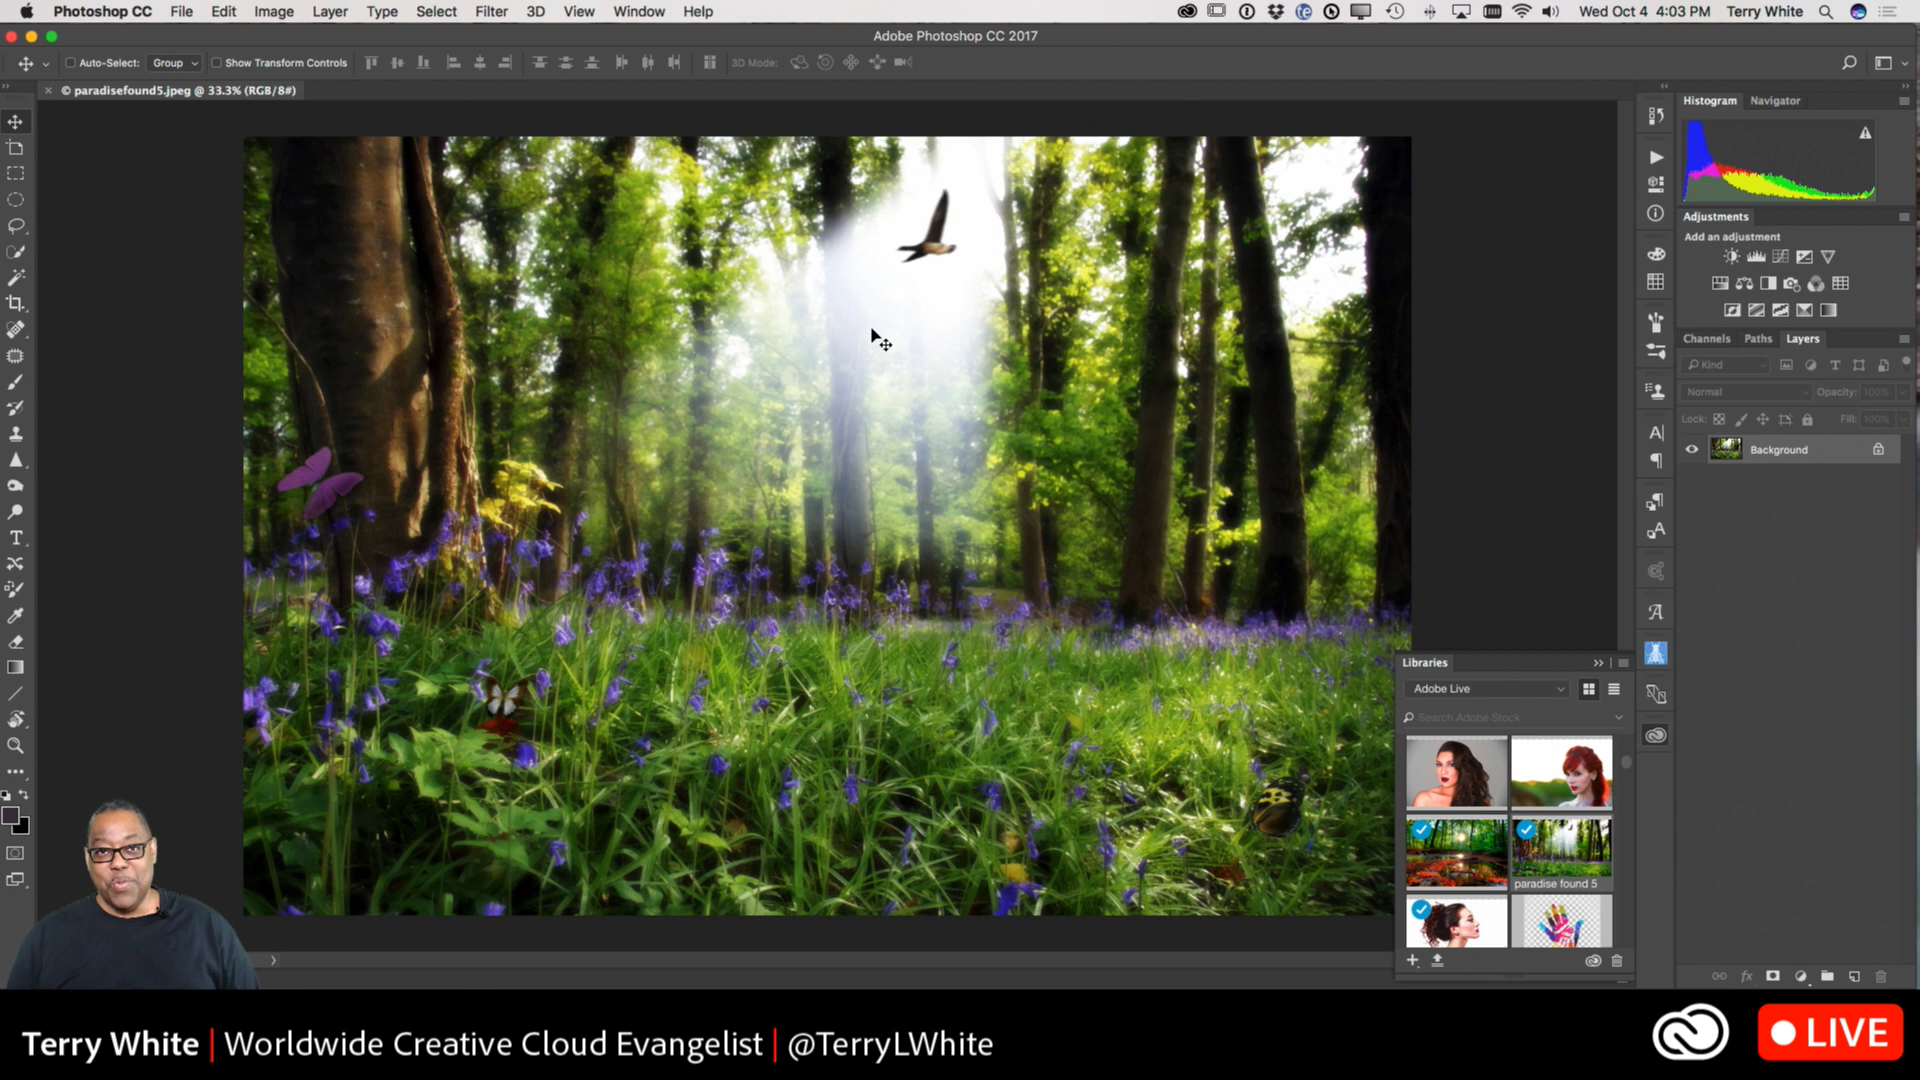 Photoshop CC File Edit Image Layer Type Select Filter 3D View Window Help Wed Oct 4 4:03 PM Terry White
Adobe Photoshop CC 2017
Auto-Select: Group Show Transform Controls 3D Mode:
× © paradisefound5.jpeg @ 33.3% (RGB/8#)
Histogram Navigator
Adjustments
Add an adjustment
Channels Paths Layers
Kind
Normal Opacity: 100%
Lock: Fill: 100%
Background
Libraries
Adobe Live
Search Adobe Stock
paradise found 5
fx
Terry White | Worldwide Creative Cloud Evangelist | @TerryLWhite
LIVE